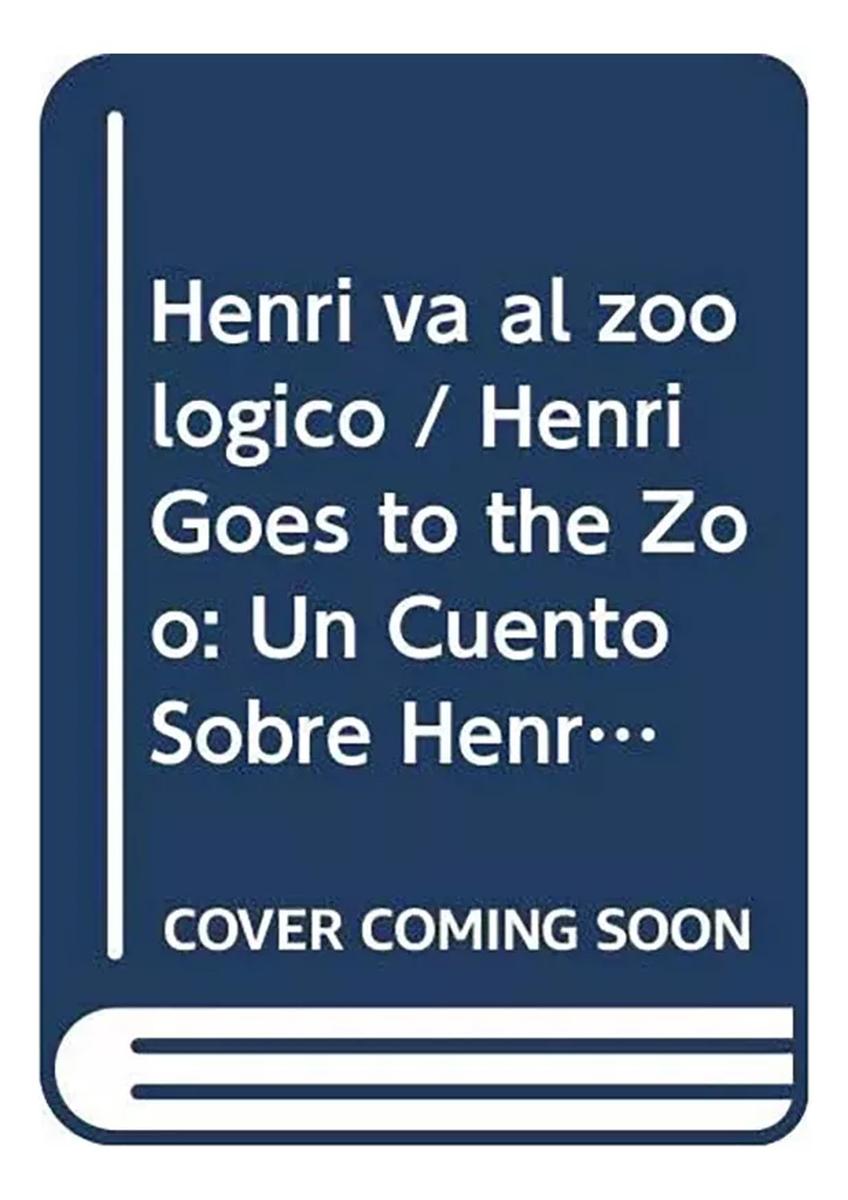 Henri va al zoo
logico / Henri
Goes to the Zo
o: Un Cuento
Sobre Henr···
COVER COMING SOON